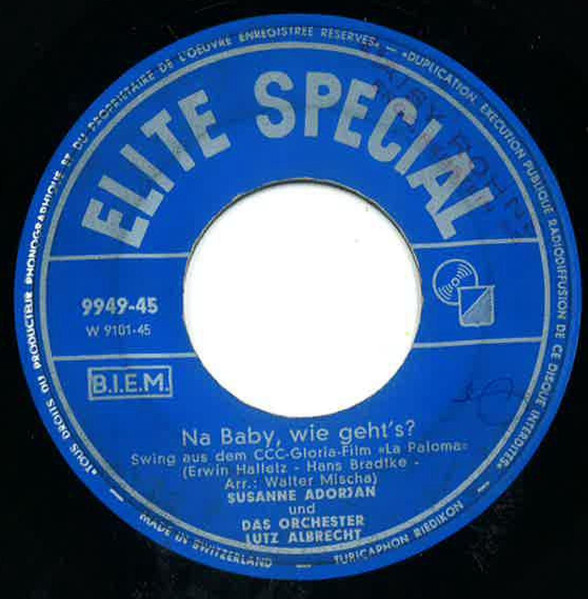 «TOUS DROITS DU PRODUCTEUR PHONOGRAPHIQUE ET DU PROPRIETAIRE DE L'OEUVRE ENREGISTREE RESERVES» - «DUPLICATION, EXECUTION PUBLIQUE RADIODIFFUSION DE CE DISQUE INTERDITES»
ELITE SPECIAL
9949-45
W 9101-45
B.I.E.M.
Na Baby, wie geht's?
Swing aus dem CCC-Gloria-Film «La Paloma»
(Erwin Halletz - Hans Bradtke -
Arr.: Walter Mischa)
SUSANNE ADORJAN
und
DAS ORCHESTER
LUTZ ALBRECHT
MADE IN SWITZERLAND - TURICAPHON RIEDIKON